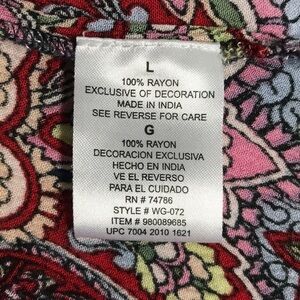 L
100% RAYON
EXCLUSIVE OF DECORATION
MADE IN INDIA
SEE REVERSE FOR CARE
G
100% RAYON
DECORACION EXCLUSIVA
HECHO EN INDIA
VE EL REVERSO
PARA EL CUIDADO
RN # 74786
STYLE # WG-072
ITEM # 980089685
UPC 7004 2010 1621